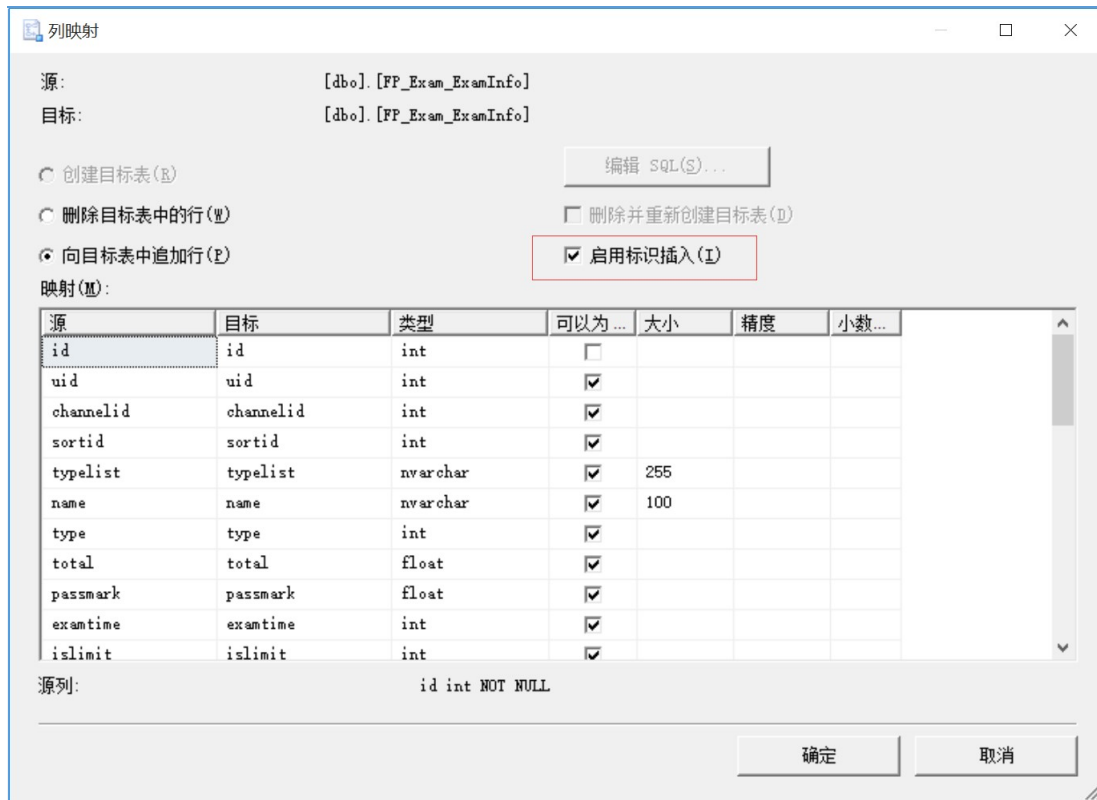 列映射
源: [dbo].[FP_Exam_ExamInfo]
目标: [dbo].[FP_Exam_ExamInfo]
创建目标表(R) 编辑 SQL(S)...
删除目标表中的行(W) 删除并重新创建目标表(D)
向目标表中追加行(P) 启用标识插入(I)
映射(M):
源 目标 类型 可以为... 大小 精度 小数...
id id int
uid uid int
channelid channelid int
sortid sortid int
typelist typelist nvarchar 255
name name nvarchar 100
type type int
total total float
passmark passmark float
examtime examtime int
islimit islimit int
源列: id int NOT NULL
确定 取消